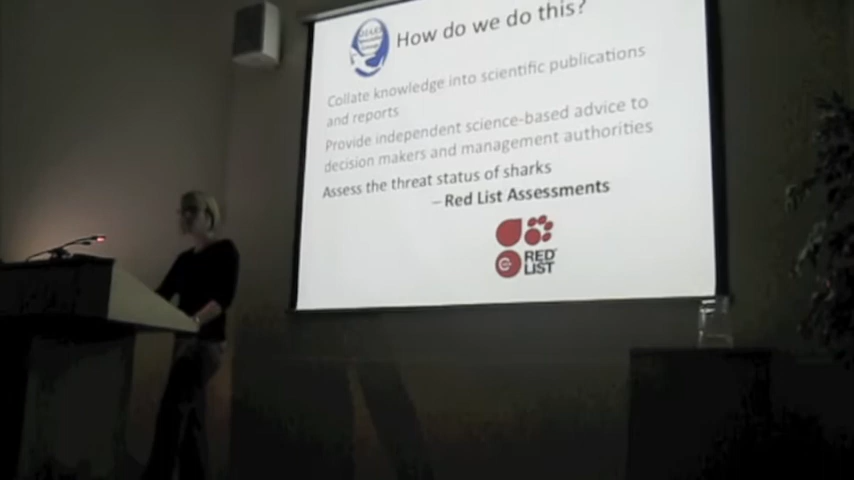 How do we do this?
Collate knowledge into scientific publications
and reports
Provide independent science-based advice to
decision makers and management authorities
Assess the threat status of sharks
– Red List Assessments
RED
LIST